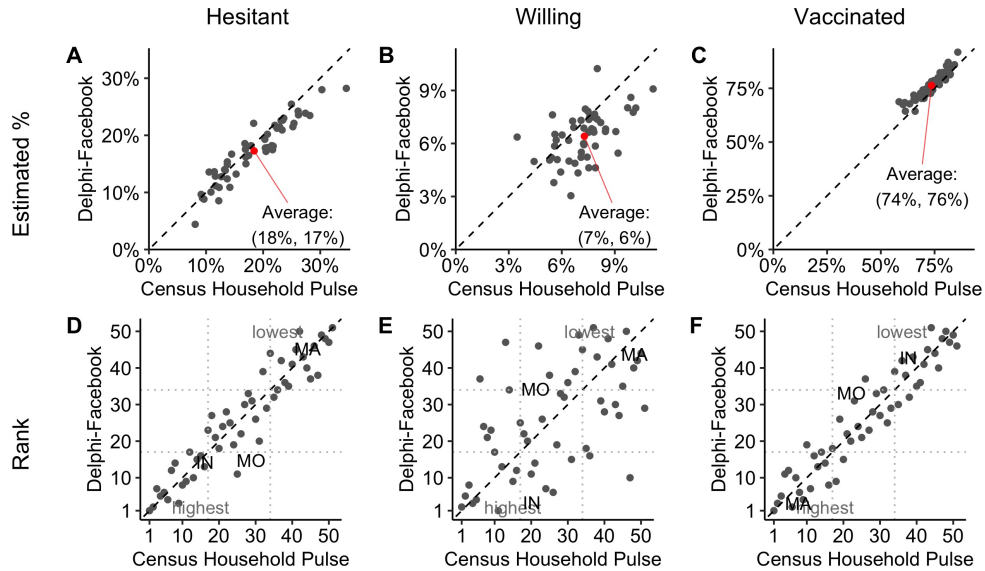 Hesitant
Willing
Vaccinated
Estimated %
A
Delphi-Facebook
30%
20%
10%
0%
0% 10% 20% 30%
Census Household Pulse
Average:
(18%, 17%)
B
Delphi-Facebook
9%
6%
3%
0%
0% 3% 6% 9%
Census Household Pulse
Average:
(7%, 6%)
C
Delphi-Facebook
75%
50%
25%
0%
0% 25% 50% 75%
Census Household Pulse
Average:
(74%, 76%)
Rank
D
Delphi-Facebook
50
40
30
20
10
1
1 10 20 30 40 50
Census Household Pulse
lowest
MA
IN
MO
highest
E
Delphi-Facebook
50
40
30
20
10
1
1 10 20 30 40 50
Census Household Pulse
lowest
MA
MO
IN
highest
F
Delphi-Facebook
50
40
30
20
10
1
1 10 20 30 40 50
Census Household Pulse
lowest
IN
MO
MA
highest